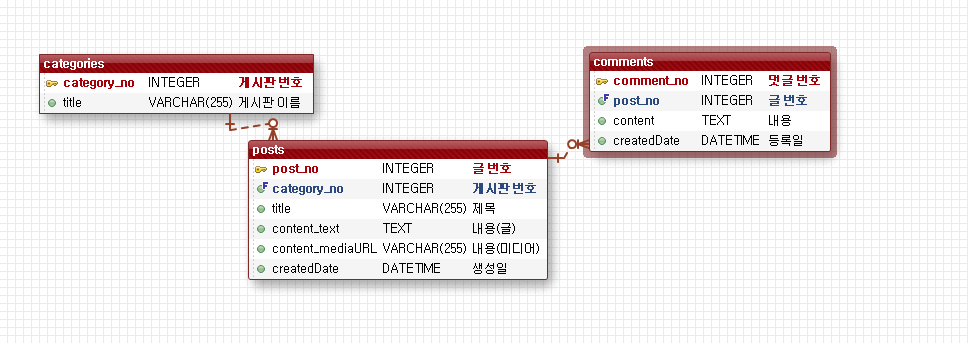 categories
category_no INTEGER 게시판 번호
title VARCHAR(255) 게시판 이름
comments
comment_no INTEGER 댓글 번호
post_no INTEGER 글 번호
content TEXT 내용
createdDate DATETIME 등록일
posts
post_no INTEGER 글 번호
category_no INTEGER 게시판 번호
title VARCHAR(255) 제목
content_text TEXT 내용(글)
content_mediaURL VARCHAR(255) 내용(미디어)
createdDate DATETIME 생성일